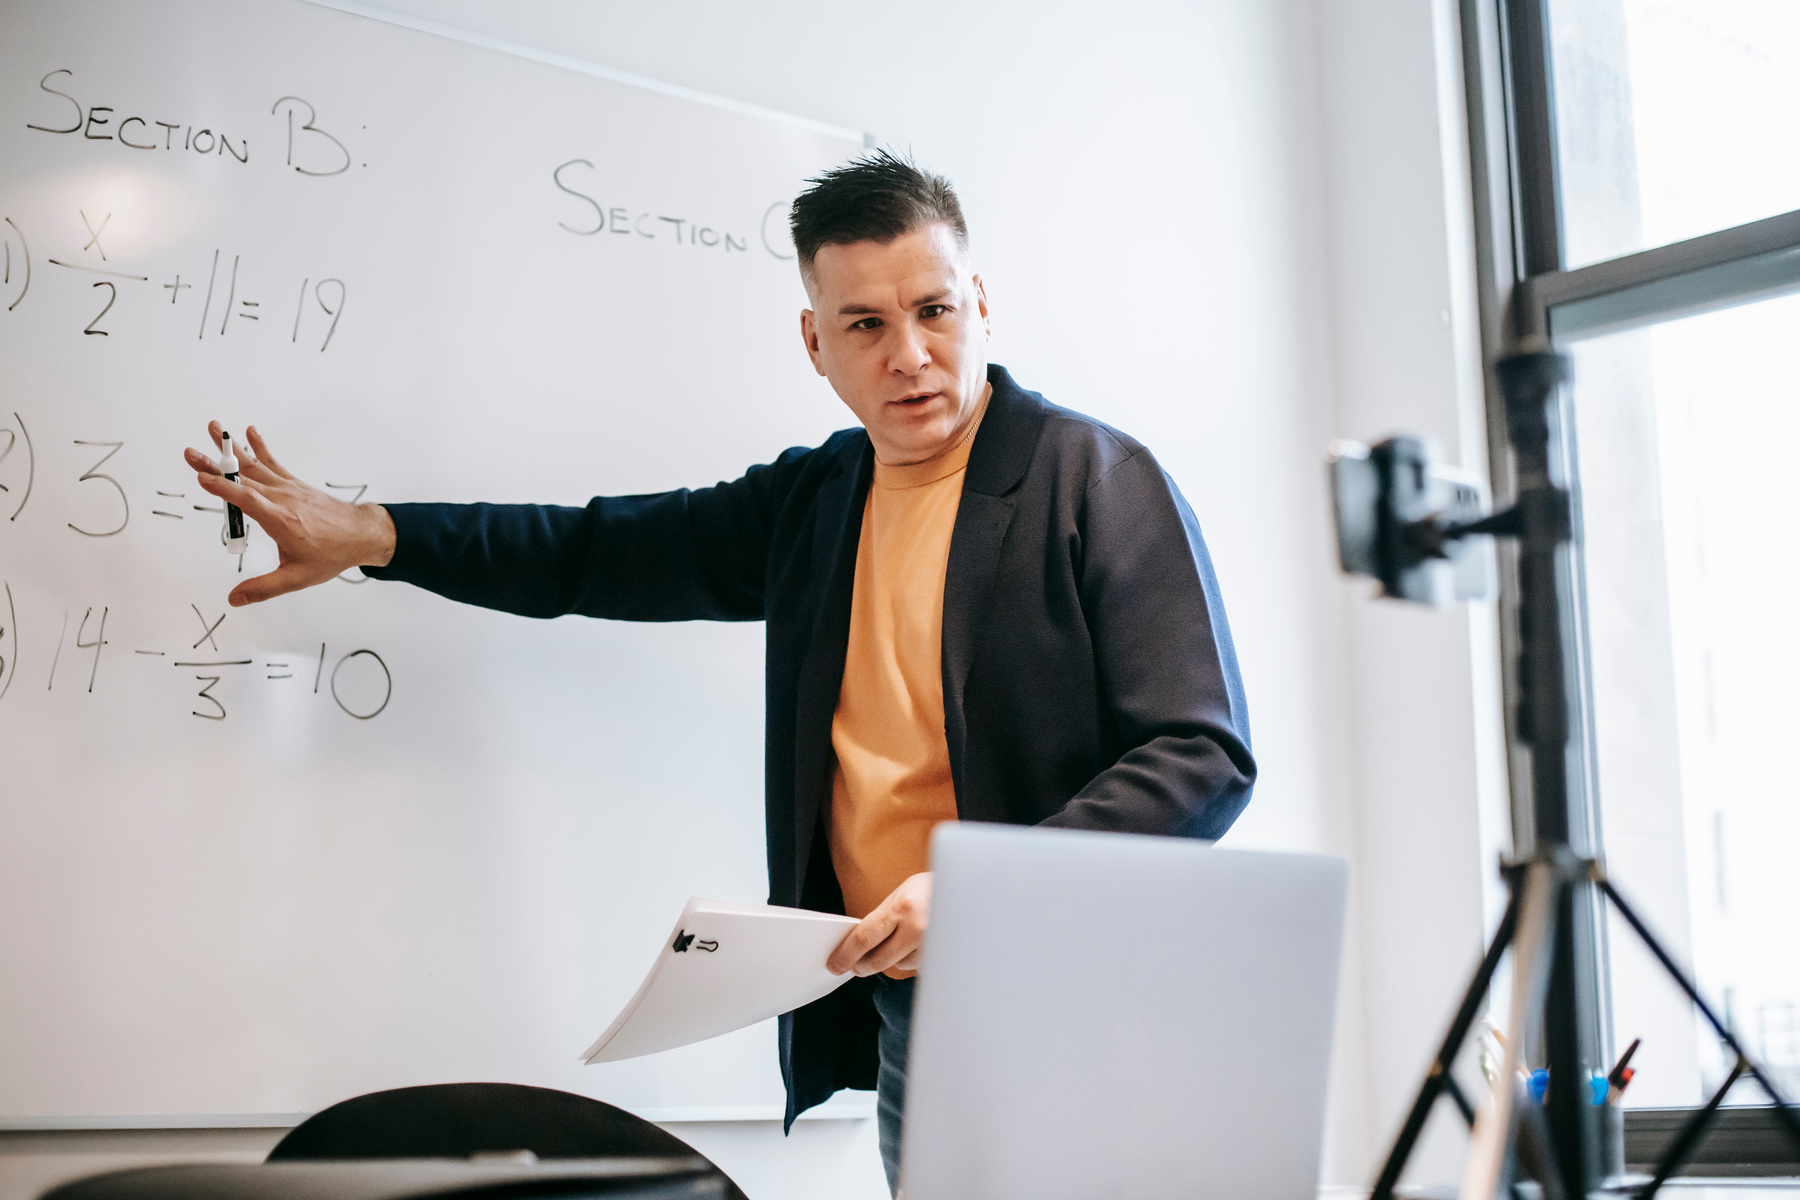 SECTION B:
1) x/2 + 11 = 19
2) 3 =
3) 14 - x/3 = 10
SECTION